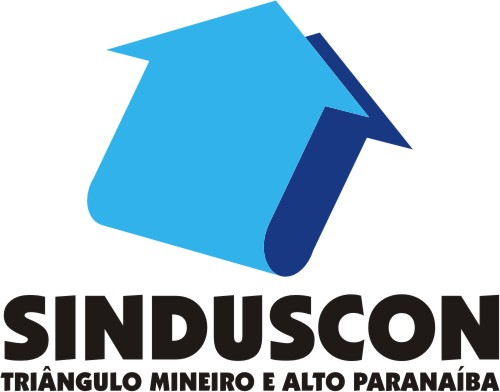 SINDUSCON
TRIÂNGULO MINEIRO E ALTO PARANAÍBA